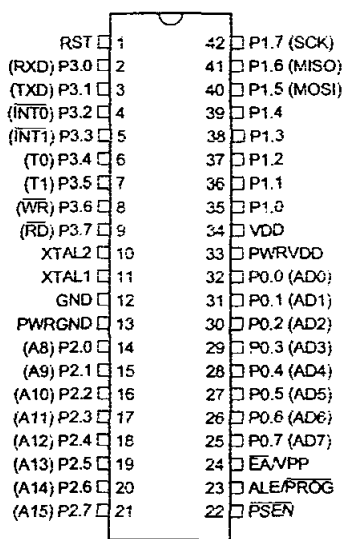 RST 1 42 P1.7 (SCK)
(RXD) P3.0 2 41 P1.6 (MISO)
(TXD) P3.1 3 40 P1.5 (MOSI)
(INT0) P3.2 4 39 P1.4
(INT1) P3.3 5 38 P1.3
(T0) P3.4 6 37 P1.2
(T1) P3.5 7 36 P1.1
(WR) P3.6 8 35 P1.0
(RD) P3.7 9 34 VDD
XTAL2 10 33 PWRVDD
XTAL1 11 32 P0.0 (AD0)
GND 12 31 P0.1 (AD1)
PWRGND 13 30 P0.2 (AD2)
(A8) P2.0 14 29 P0.3 (AD3)
(A9) P2.1 15 28 P0.4 (AD4)
(A10) P2.2 16 27 P0.5 (AD5)
(A11) P2.3 17 26 P0.6 (AD6)
(A12) P2.4 18 25 P0.7 (AD7)
(A13) P2.5 19 24 EA/VPP
(A14) P2.6 20 23 ALE/PROG
(A15) P2.7 21 22 PSEN